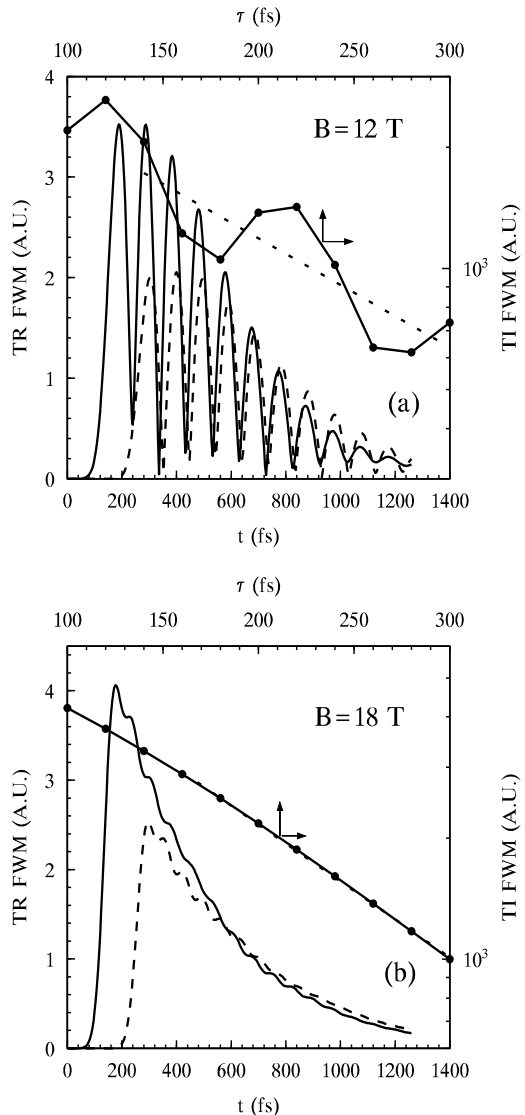 τ (fs)
100 150 200 250 300
4
3
2
1
0
TR FWM (A.U.)
B = 12 T
10³
TI FWM (A.U.)
(a)
0 200 400 600 800 1000 1200 1400
t (fs)
τ (fs)
100 150 200 250 300
4
3
2
1
0
TR FWM (A.U.)
B = 18 T
10³
TI FWM (A.U.)
(b)
0 200 400 600 800 1000 1200 1400
t (fs)